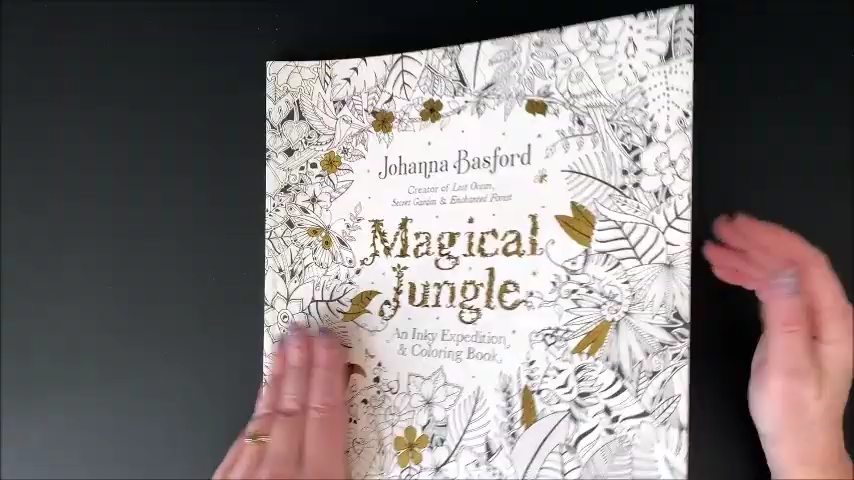 Johanna Basford
Creator of Lost Ocean,
Secret Garden & Enchanted Forest
Magical
Jungle
An Inky Expedition
& Coloring Book